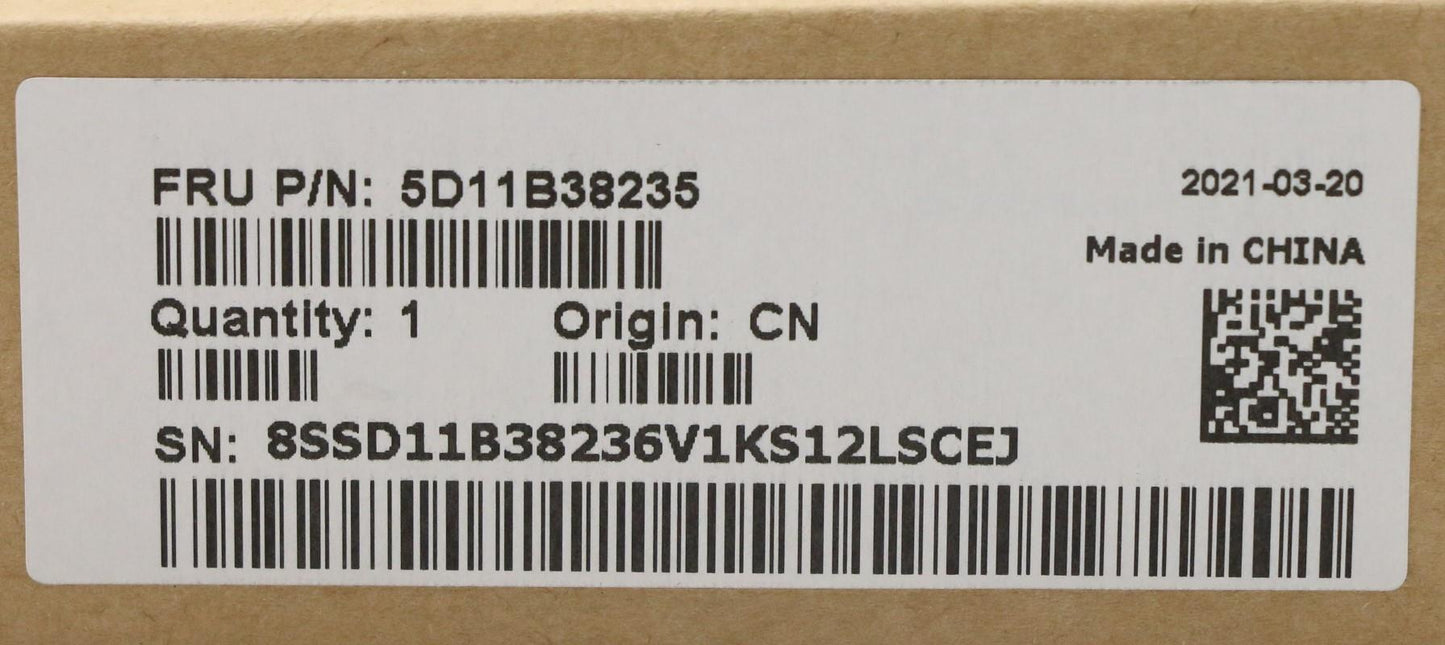 FRU P/N: 5D11B38235
2021-03-20
Made in CHINA
Quantity: 1
Origin: CN
SN: 8SSD11B38236V1KS12LSCEJ